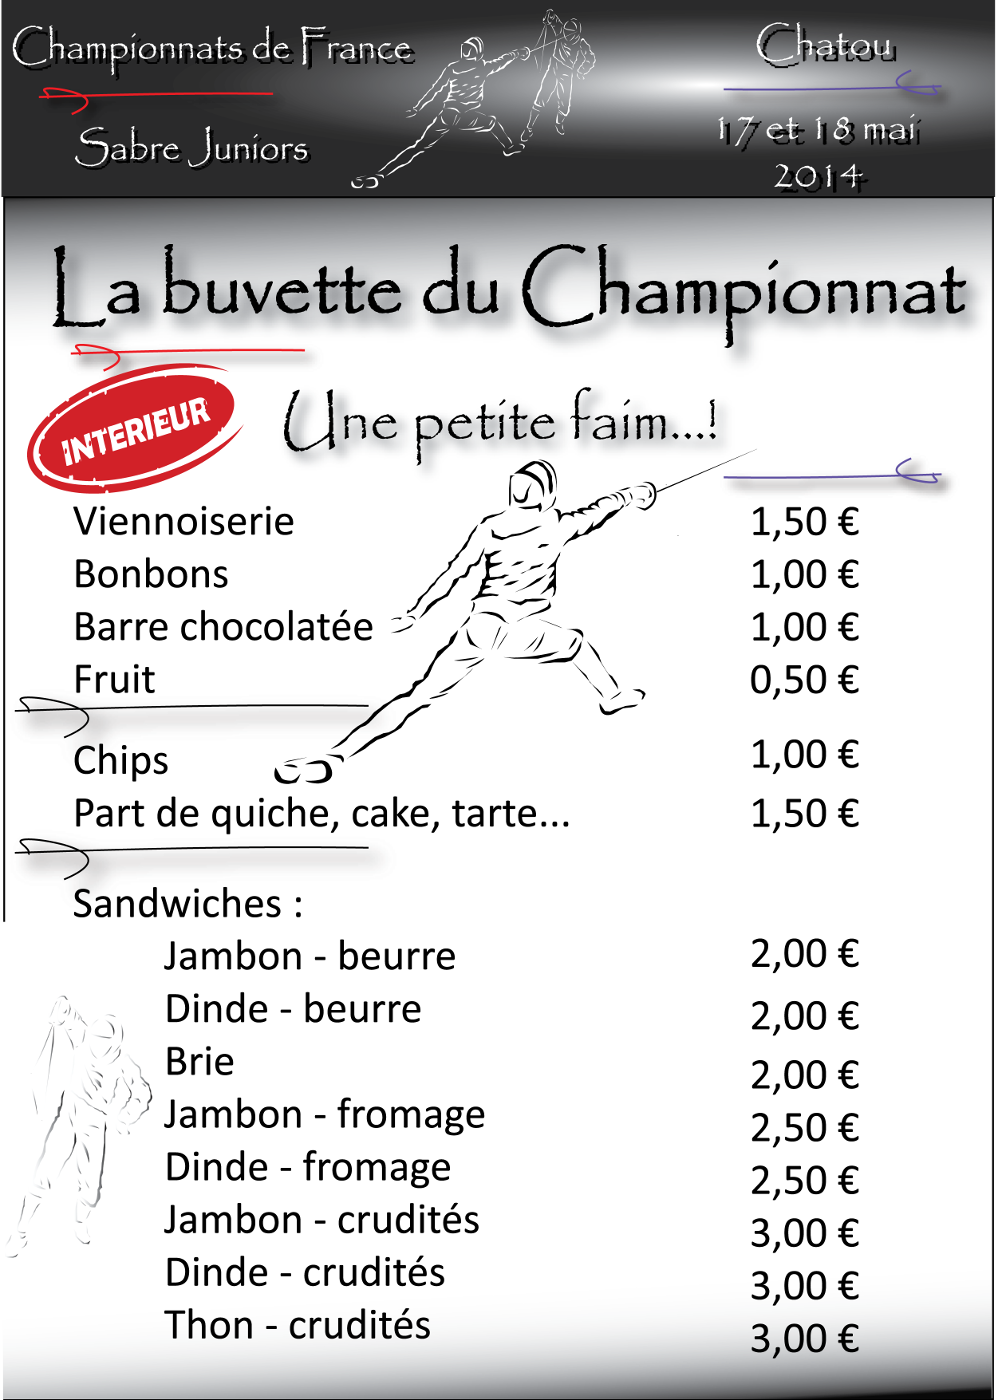 Championnats de France
Chatou
Sabre Juniors
17 et 18 mai
2014
La buvette du Championnat
INTERIEUR
Une petite faim...!
Viennoiserie 1,50 €
Bonbons 1,00 €
Barre chocolatée 1,00 €
Fruit 0,50 €
Chips 1,00 €
Part de quiche, cake, tarte... 1,50 €
Sandwiches :
Jambon - beurre 2,00 €
Dinde - beurre 2,00 €
Brie 2,00 €
Jambon - fromage 2,50 €
Dinde - fromage 2,50 €
Jambon - crudités 3,00 €
Dinde - crudités 3,00 €
Thon - crudités 3,00 €